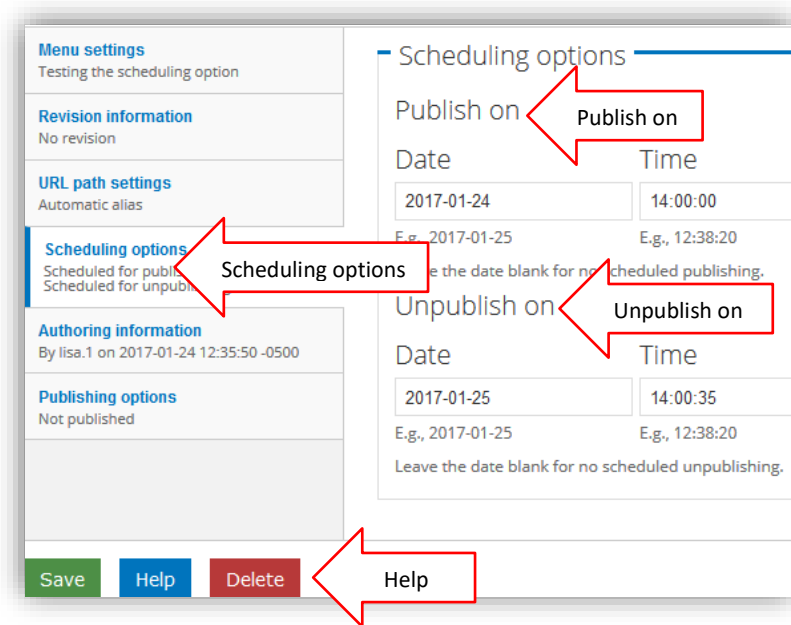 Menu settings
Testing the scheduling option
Revision information
No revision
URL path settings
Automatic alias
Scheduling options
Scheduled for publis
Scheduled for unpubl
Authoring information
By lisa.1 on 2017-01-24 12:35:50 -0500
Publishing options
Not published
Scheduling options
Scheduling options
Publish on
Publish on
Date Time
2017-01-24 14:00:00
E.g., 2017-01-25 E.g., 12:38:20
e the date blank for no scheduled publishing.
Unpublish on
Unpublish on
Date Time
2017-01-25 14:00:35
E.g., 2017-01-25 E.g., 12:38:20
Leave the date blank for no scheduled unpublishing.
Save Help Delete
Help